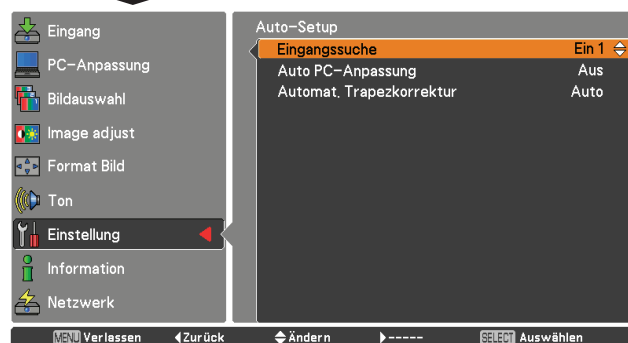 Eingang
PC-Anpassung
Bildauswahl
Image adjust
Format Bild
Ton
Einstellung
Information
Netzwerk
Auto-Setup
Eingangssuche Ein 1
Auto PC-Anpassung Aus
Automat. Trapezkorrektur Auto
MENU Verlassen Zurück Ändern ----- SELECT Auswählen